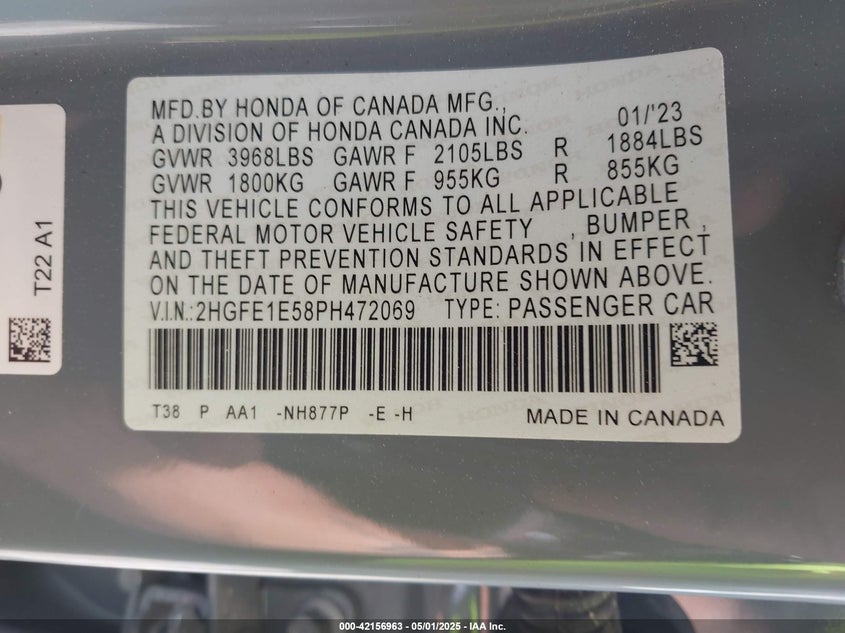 MFD.BY HONDA OF CANADA MFG.,
A DIVISION OF HONDA CANADA INC. 01/'23
GVWR 3968LBS GAWR F 2105LBS R 1884LBS
GVWR 1800KG GAWR F 955KG R 855KG
THIS VEHICLE CONFORMS TO ALL APPLICABLE
FEDERAL MOTOR VEHICLE SAFETY , BUMPER ,
AND THEFT PREVENTION STANDARDS IN EFFECT
ON THE DATE OF MANUFACTURE SHOWN ABOVE.
V.I.N.:2HGFE1E58PH472069 TYPE: PASSENGER CAR
T38 P AA1 -NH877P -E -H MADE IN CANADA
T22 A1
000-42156963 - 05/01/2025 - IAA Inc.